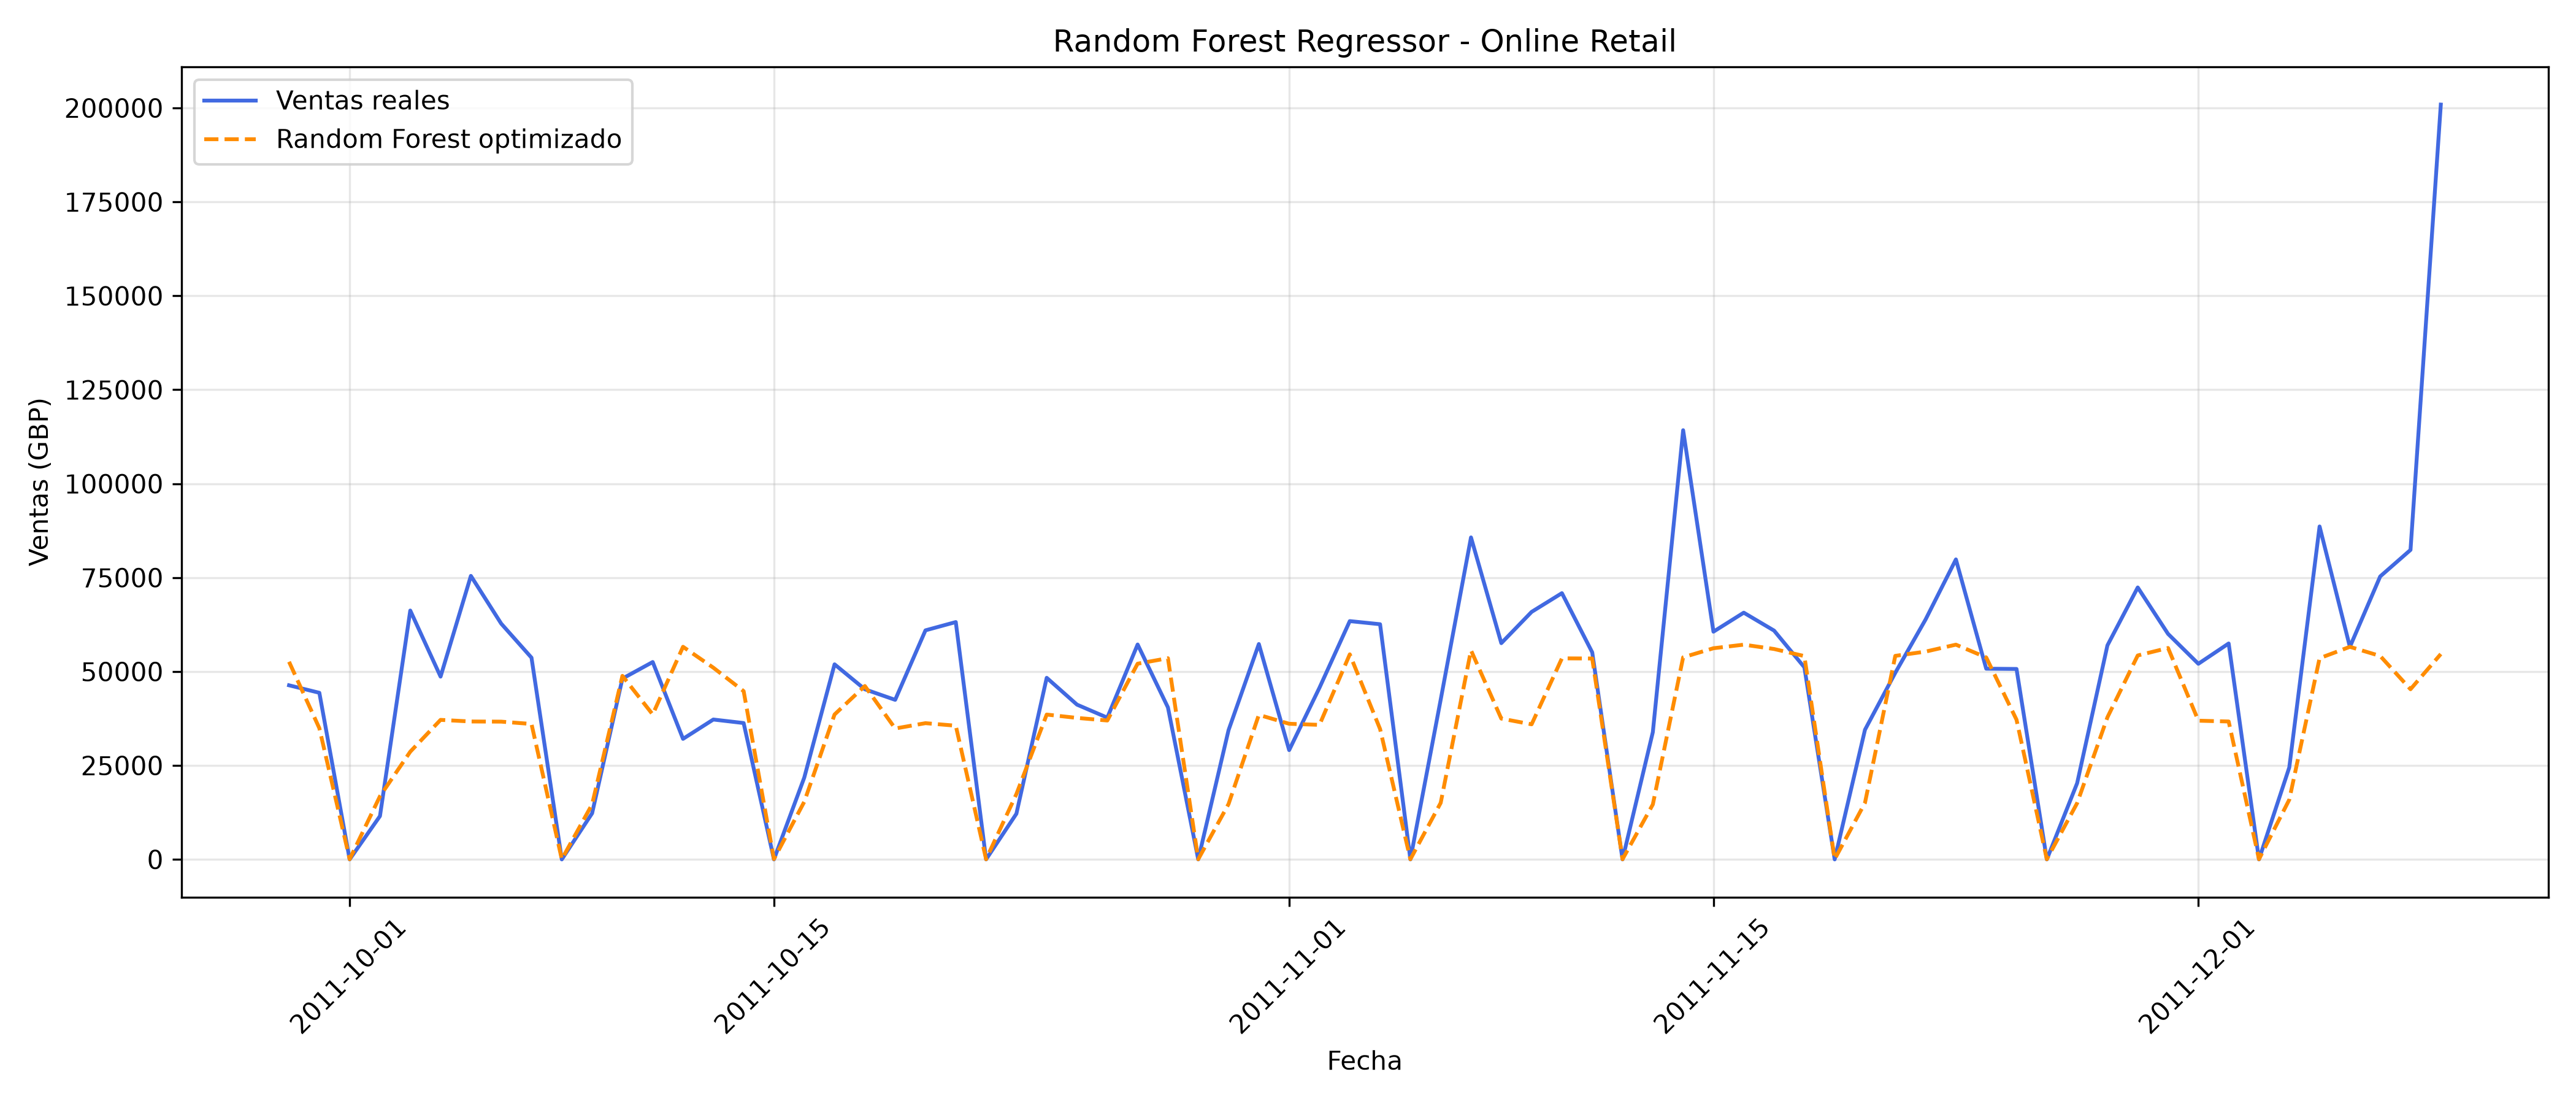 Random Forest Regressor - Online Retail
Ventas reales
Random Forest optimizado
Ventas (GBP)
200000
175000
150000
125000
100000
75000
50000
25000
0
2011-10-01
2011-10-15
2011-11-01
2011-11-15
2011-12-01
Fecha